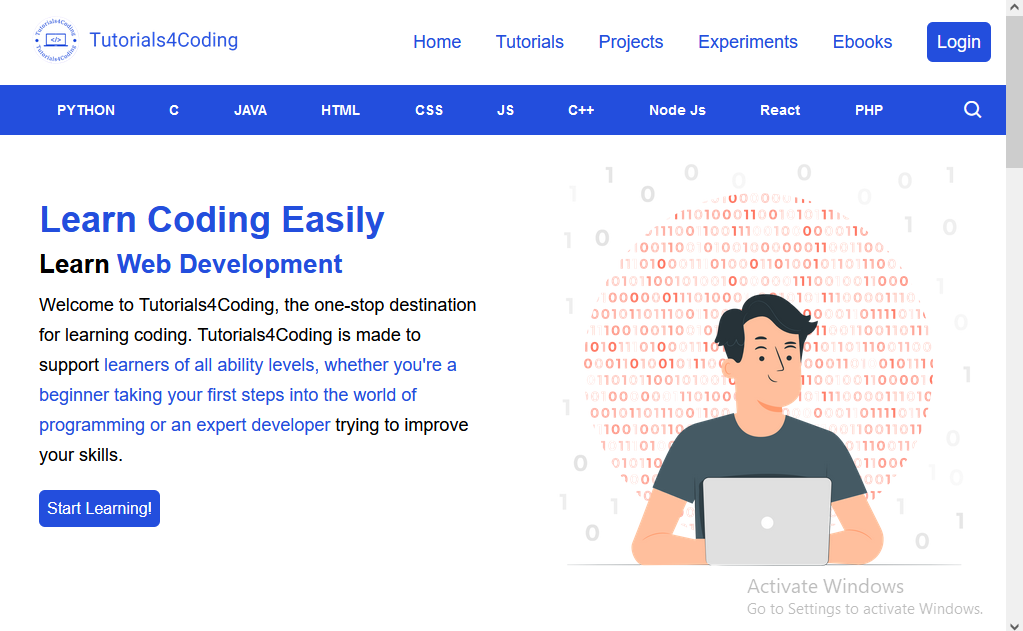 Tutorials4Coding
Tutorials4Coding
Tutorials4Coding
Home Tutorials Projects Experiments Ebooks Login
PYTHON C JAVA HTML CSS JS C++ Node Js React PHP
Learn Coding Easily
Learn Web Development
Welcome to Tutorials4Coding, the one-stop destination
for learning coding. Tutorials4Coding is made to
support learners of all ability levels, whether you're a
beginner taking your first steps into the world of
programming or an expert developer trying to improve
your skills.
Start Learning!
Activate Windows
Go to Settings to activate Windows.